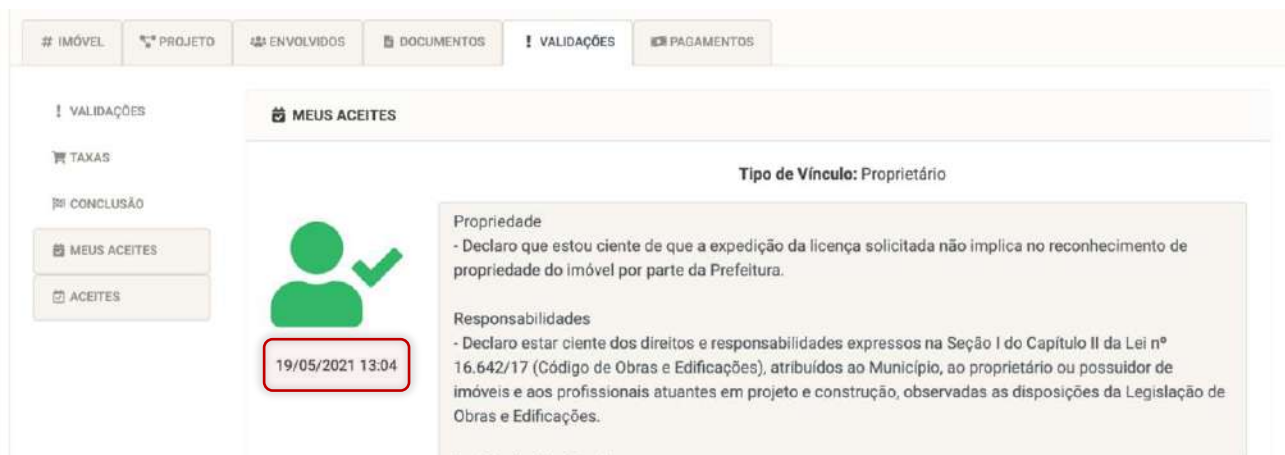 # IMÓVEL PROJETO ENVOLVIDOS DOCUMENTOS ! VALIDAÇÕES PAGAMENTOS
! VALIDAÇÕES
TAXAS
CONCLUSÃO
MEUS ACEITES
ACEITES
MEUS ACEITES
Tipo de Vínculo: Proprietário
19/05/2021 13:04
Propriedade
- Declaro que estou ciente de que a expedição da licença solicitada não implica no reconhecimento de
propriedade do imóvel por parte da Prefeitura.
Responsabilidades
- Declaro estar ciente dos direitos e responsabilidades expressos na Seção I do Capítulo II da Lei nº
16.642/17 (Código de Obras e Edificações), atribuídos ao Município, ao proprietário ou possuidor de
imóveis e aos profissionais atuantes em projeto e construção, observadas as disposições da Legislação de
Obras e Edificações.